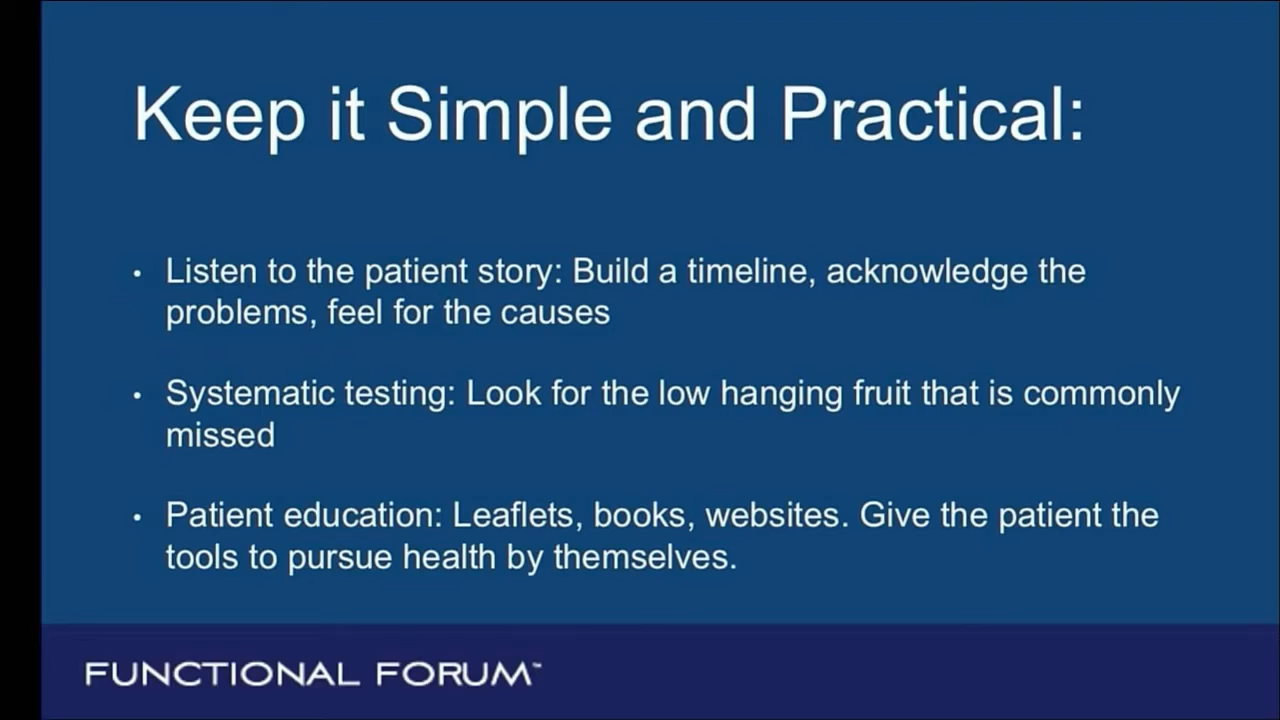 Keep it Simple and Practical:
• Listen to the patient story: Build a timeline, acknowledge the
problems, feel for the causes
• Systematic testing: Look for the low hanging fruit that is commonly
missed
• Patient education: Leaflets, books, websites. Give the patient the
tools to pursue health by themselves.
FUNCTIONAL FORUM™